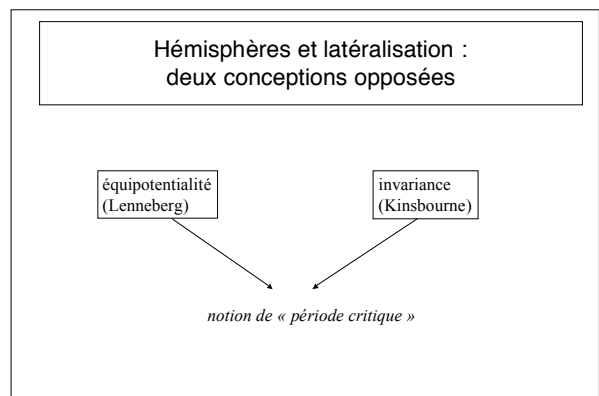 Hémisphères et latéralisation :
deux conceptions opposées
équipotentialité
(Lenneberg)
invariance
(Kinsbourne)
notion de « période critique »